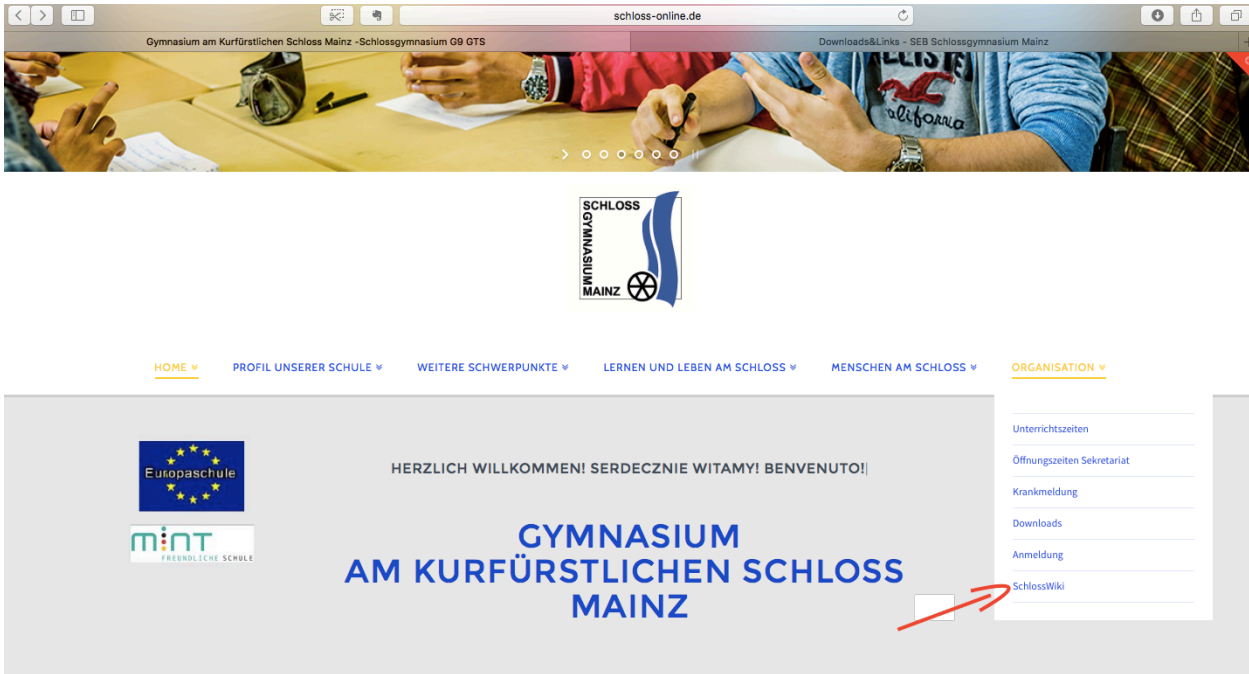 schloss-online.de
Gymnasium am Kurfürstlichen Schloss Mainz -Schlossgymnasium G9 GTS
Downloads&Links - SEB Schlossgymnasium Mainz
California
SCHLOSS
GYMNASIUM
MAINZ
HOME
PROFIL UNSERER SCHULE
WEITERE SCHWERPUNKTE
LERNEN UND LEBEN AM SCHLOSS
MENSCHEN AM SCHLOSS
ORGANISATION
Unterrichtszeiten
Öffnungszeiten Sekretariat
Krankmeldung
Downloads
Anmeldung
SchlossWiki
Europaschule
MINT
FREUNDLICHE SCHULE
HERZLICH WILLKOMMEN! SERDECZNIE WITAMY! BENVENUTO!
GYMNASIUM
AM KURFÜRSTLICHEN SCHLOSS
MAINZ